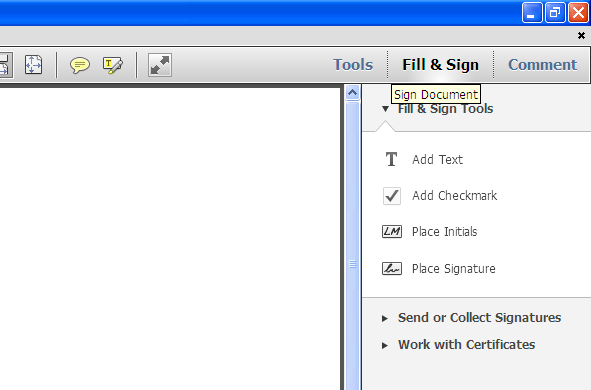 Tools
Fill & Sign
Comment
Sign Document
Fill & Sign Tools
T Add Text
Add Checkmark
LM Place Initials
Place Signature
Send or Collect Signatures
Work with Certificates